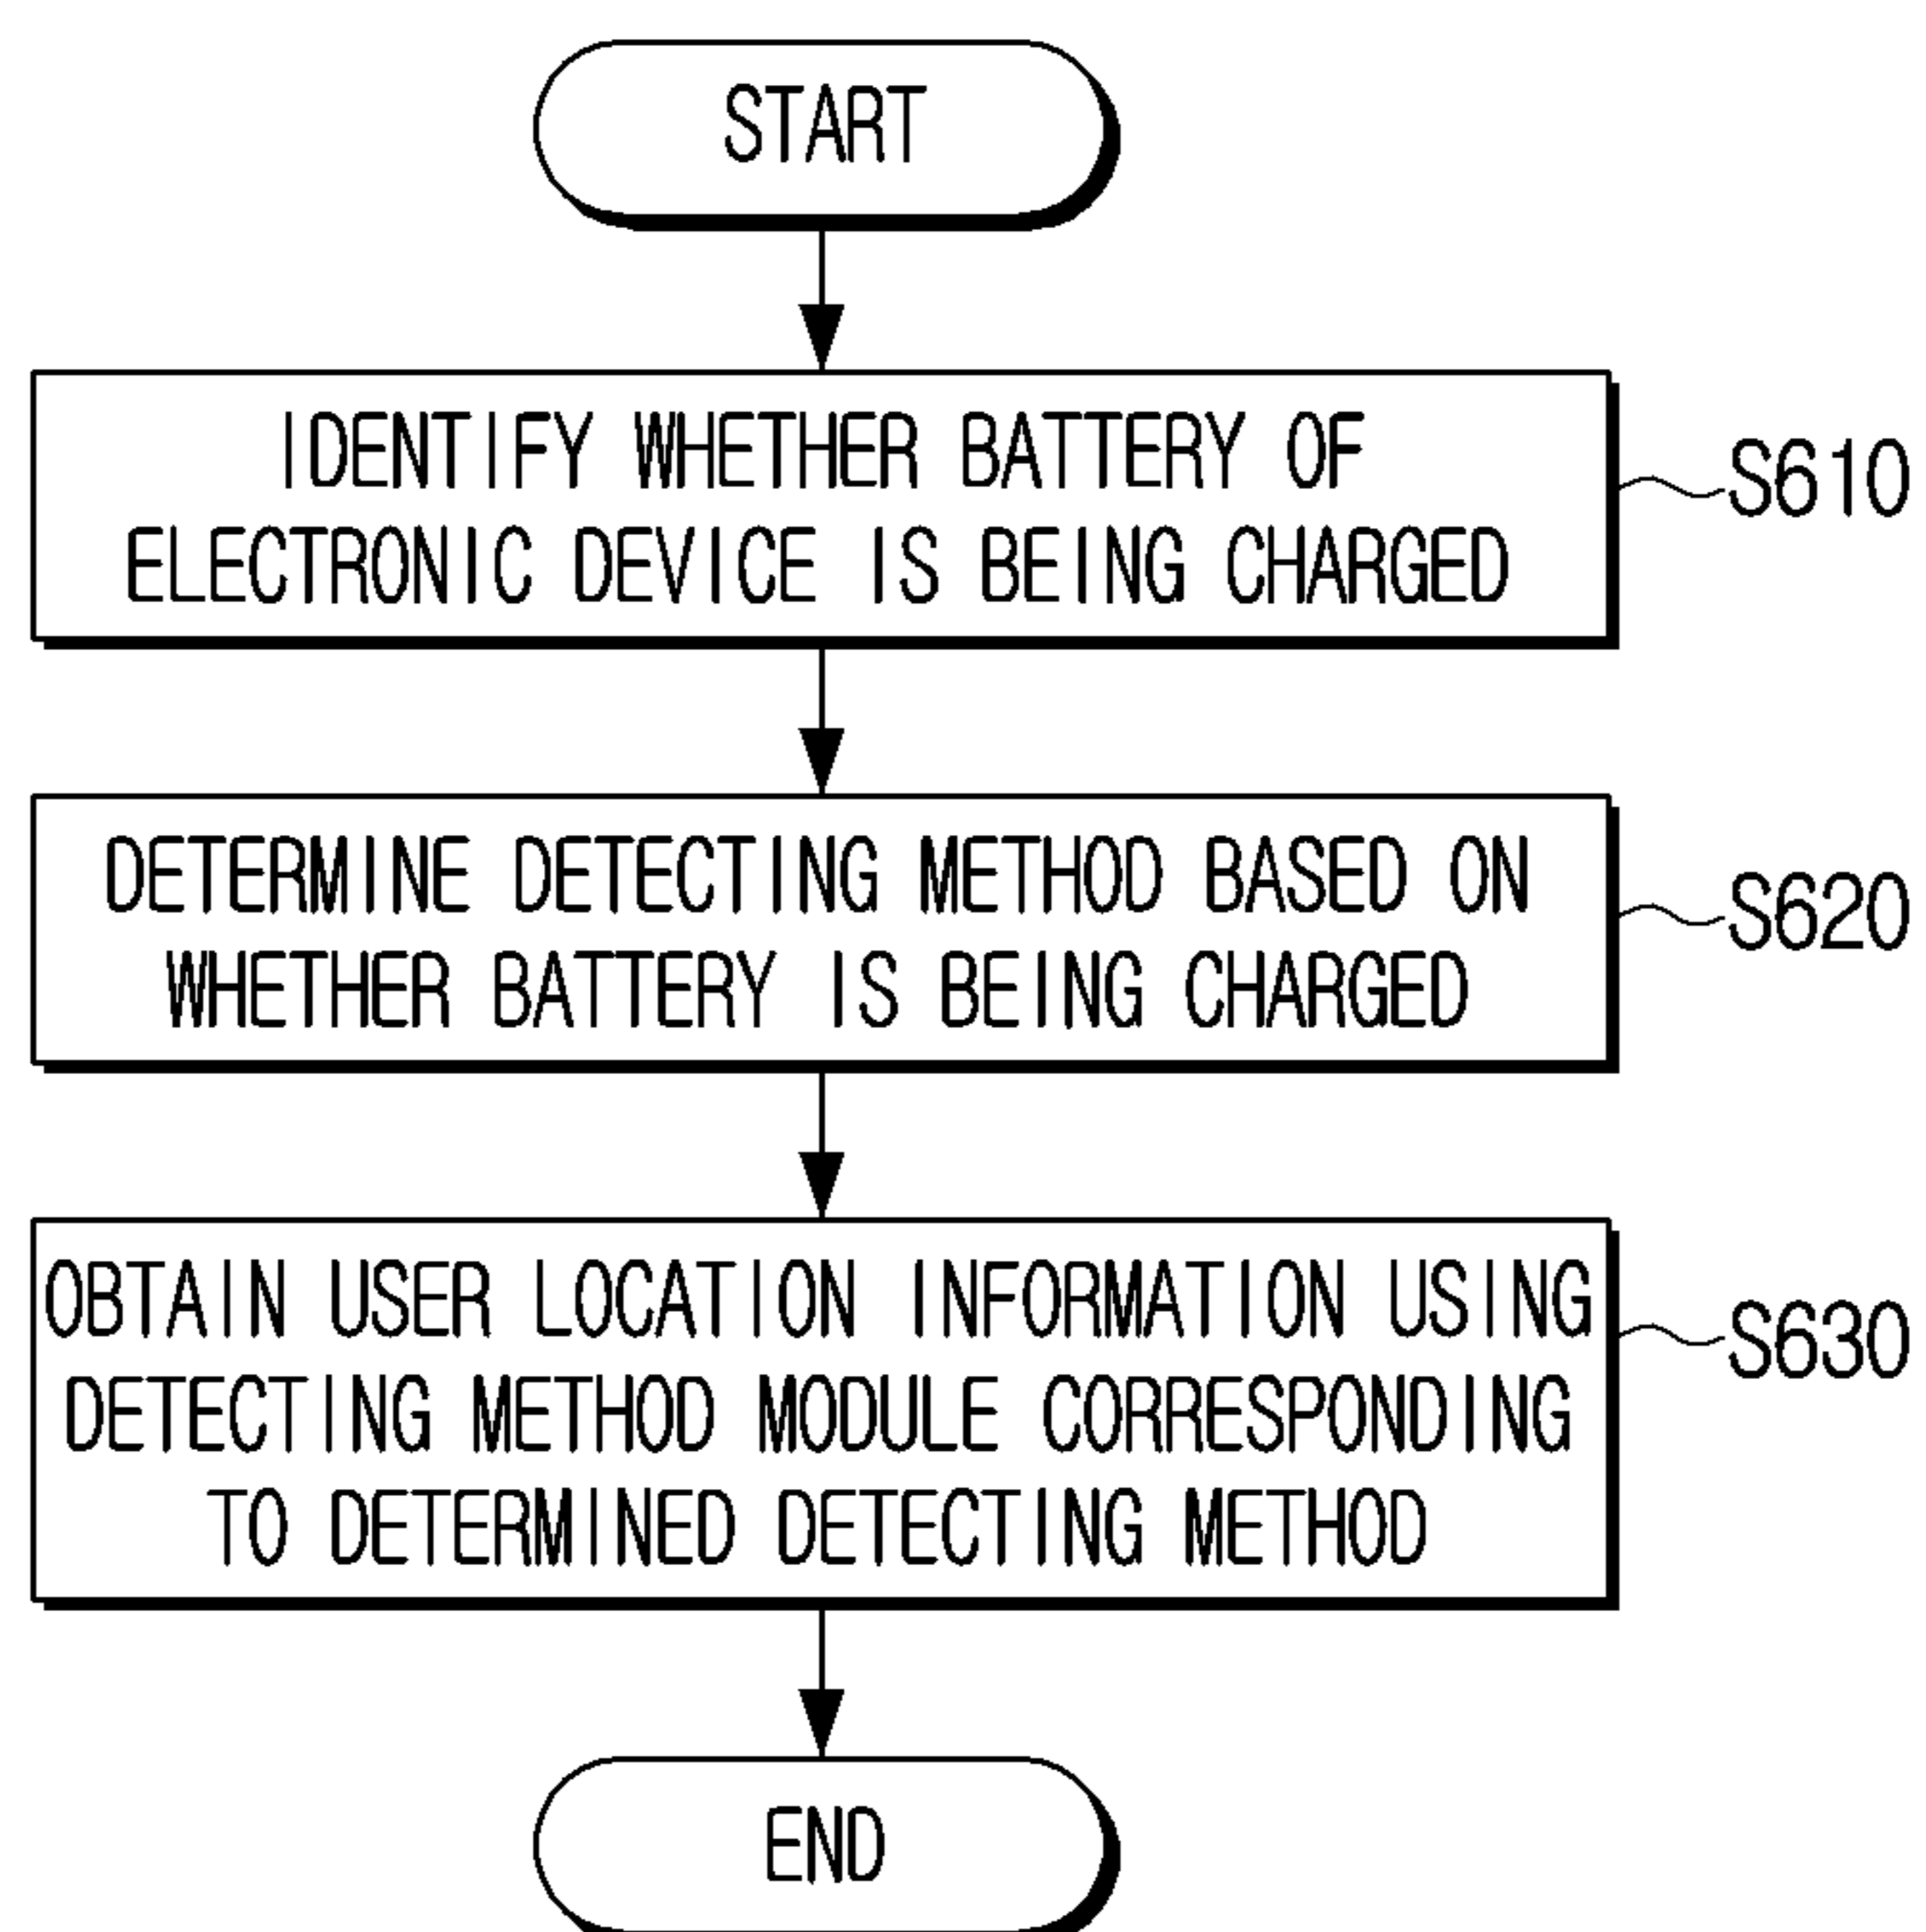 START
IDENTIFY WHETHER BATTERY OF
ELECTRONIC DEVICE IS BEING CHARGED
S610
DETERMINE DETECTING METHOD BASED ON
WHETHER BATTERY IS BEING CHARGED
S620
OBTAIN USER LOCATION INFORMATION USING
DETECTING METHOD MODULE CORRESPONDING
TO DETERMINED DETECTING METHOD
S630
END